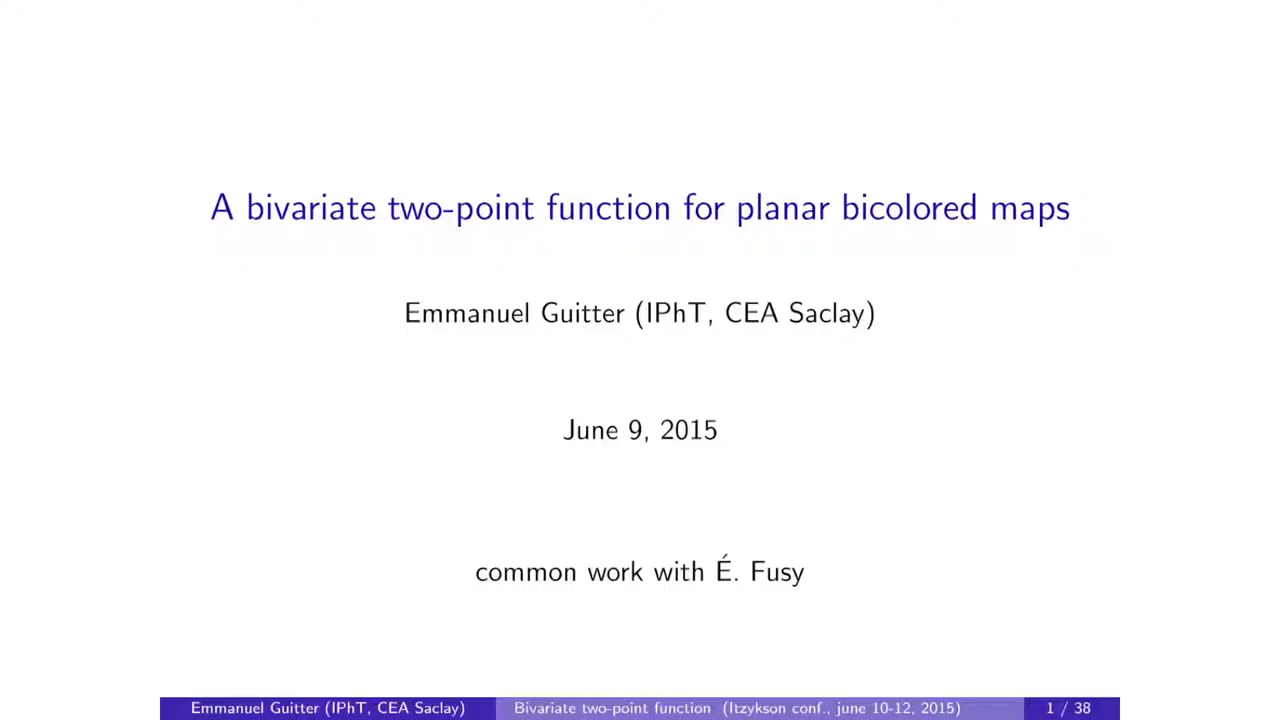 A bivariate two-point function for planar bicolored maps
Emmanuel Guitter (IPhT, CEA Saclay)
June 9, 2015
common work with É. Fusy
Emmanuel Guitter (IPhT, CEA Saclay) Bivariate two-point function (Itzykson conf., june 10-12, 2015) 1 / 38